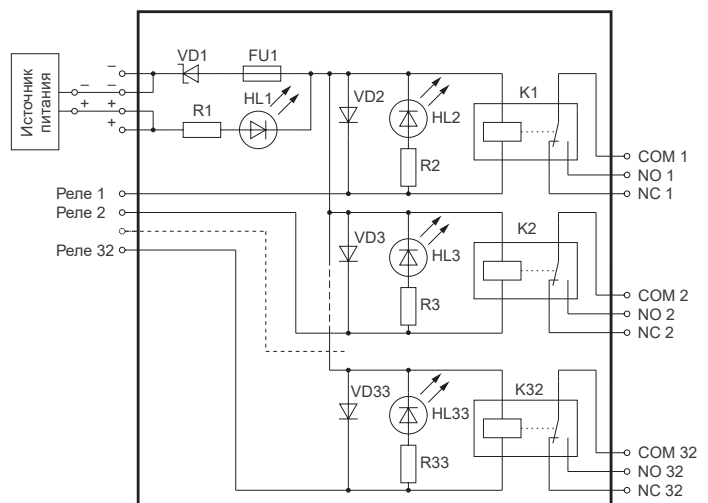 Источник
питания
–
– –
+ +
+
VD1
FU1
R1
HL1
VD2
HL2
R2
K1
COM 1
NO 1
NC 1
Реле 1
Реле 2
Реле 32
VD3
HL3
R3
K2
COM 2
NO 2
NC 2
VD33
HL33
R33
K32
COM 32
NO 32
NC 32